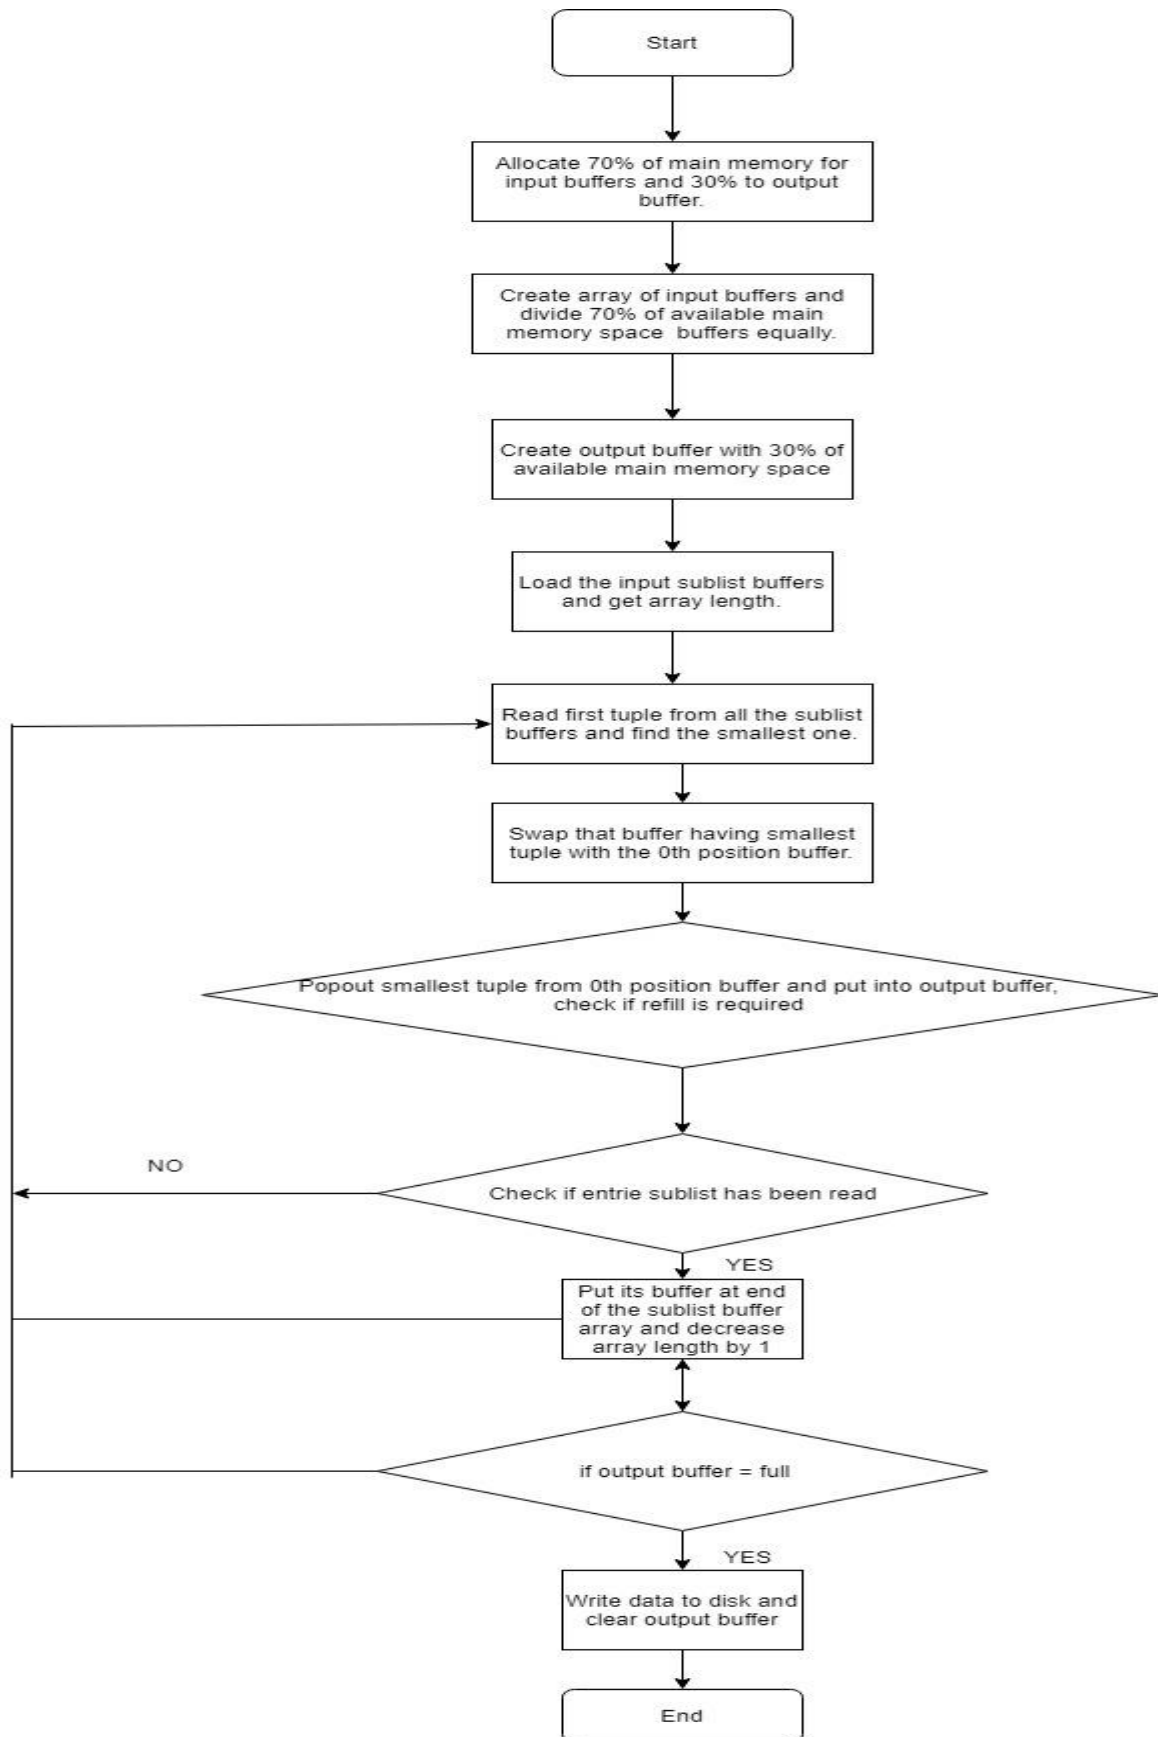 Start
Allocate 70% of main memory for
input buffers and 30% to output
buffer.
Create array of input buffers and
divide 70% of available main
memory space  buffers equally.
Create output buffer with 30% of
available main memory space
Load the input sublist buffers
and get array length.
Read first tuple from all the sublist
buffers and find the smallest one.
Swap that buffer having smallest
tuple with the 0th position buffer.
Popout smallest tuple from 0th position buffer and put into output buffer,
check if refill is required
NO
Check if entrie sublist has been read
YES
Put its buffer at end
of the sublist buffer
array and decrease
array length by 1
if output buffer = full
YES
Write data to disk and
clear output buffer
End